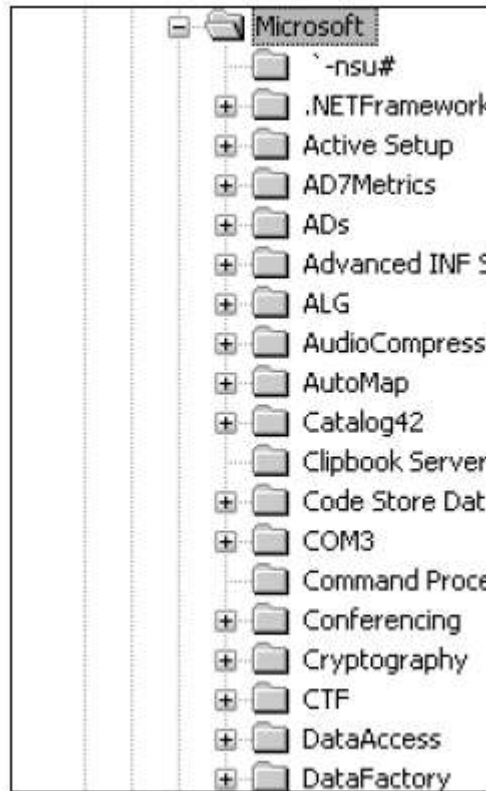 Microsoft
`-nsu#
.NETFramework
Active Setup
AD7Metrics
ADs
Advanced INF S
ALG
AudioCompress
AutoMap
Catalog42
Clipbook Server
Code Store Dat
COM3
Command Proce
Conferencing
Cryptography
CTF
DataAccess
DataFactory